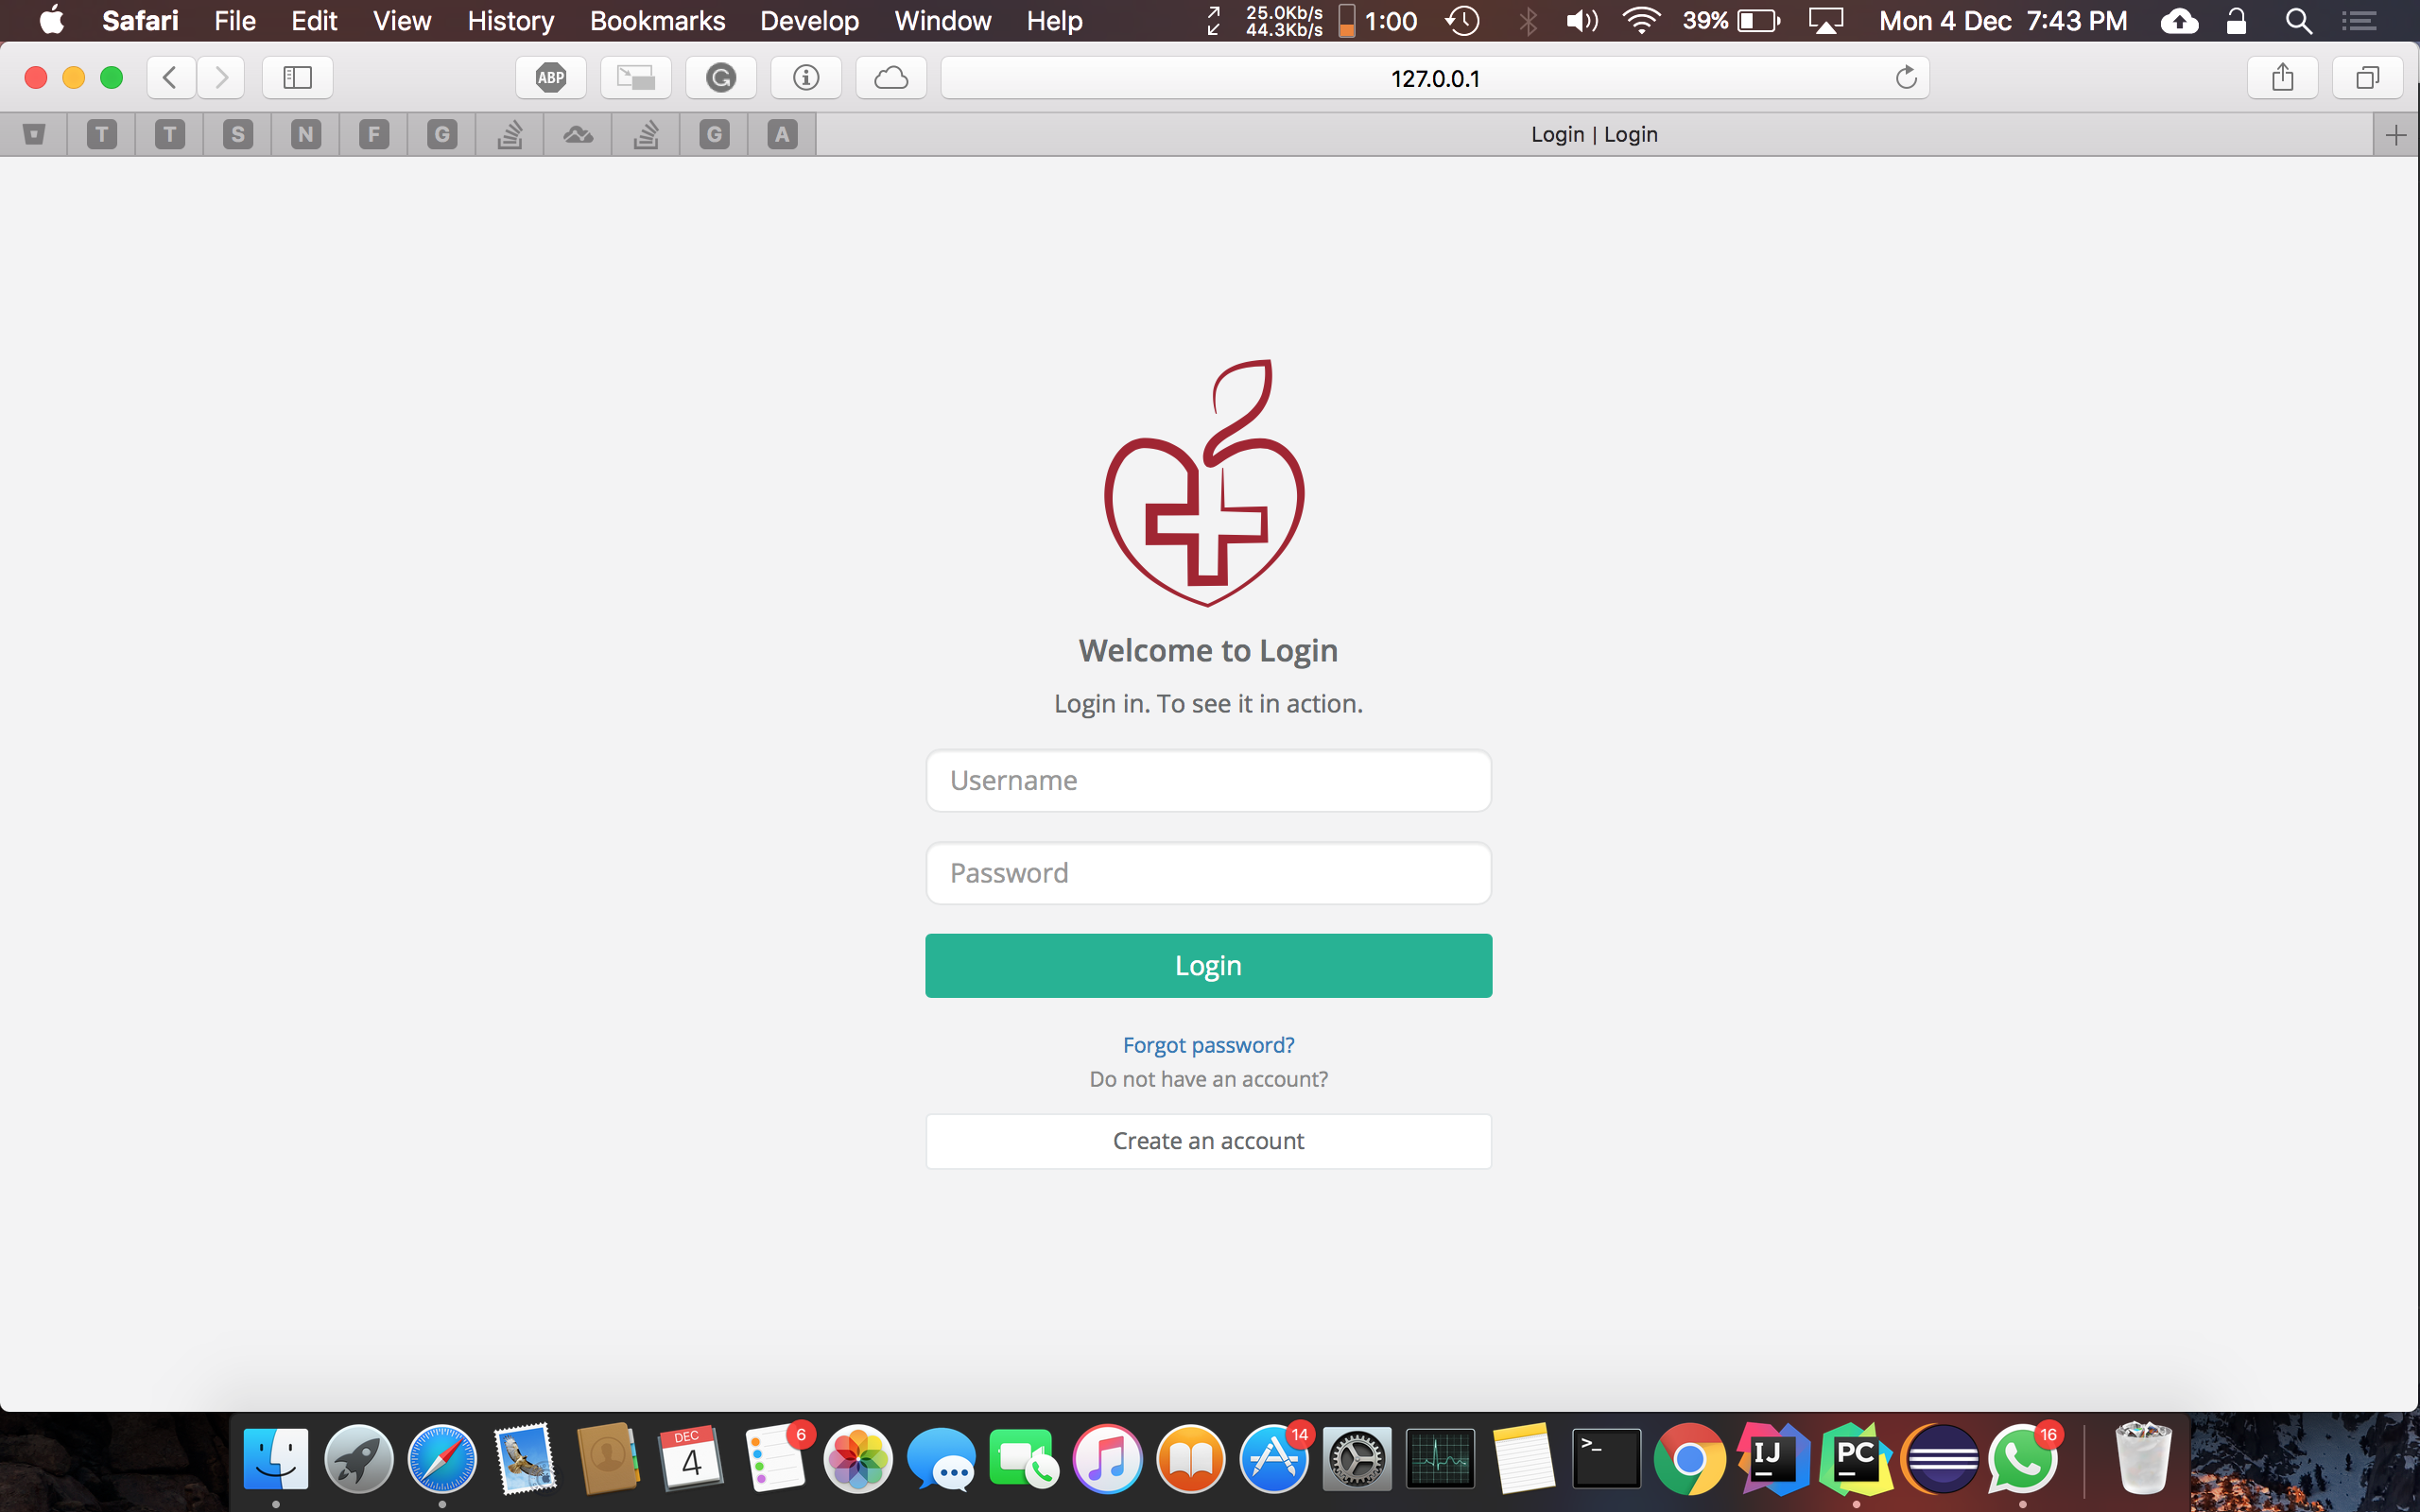 Safari File Edit View History Bookmarks Develop Window Help 25.0Kb/s 1:00 39% Mon 4 Dec 7:43 PM
44.3Kb/s
ABP 127.0.0.1
T T S N F G G A Login | Login +
Welcome to Login
Login in. To see it in action.
Username
Password
Login
Forgot password?
Do not have an account?
Create an account
DEC 6 14 16
4 >_ IJ PC